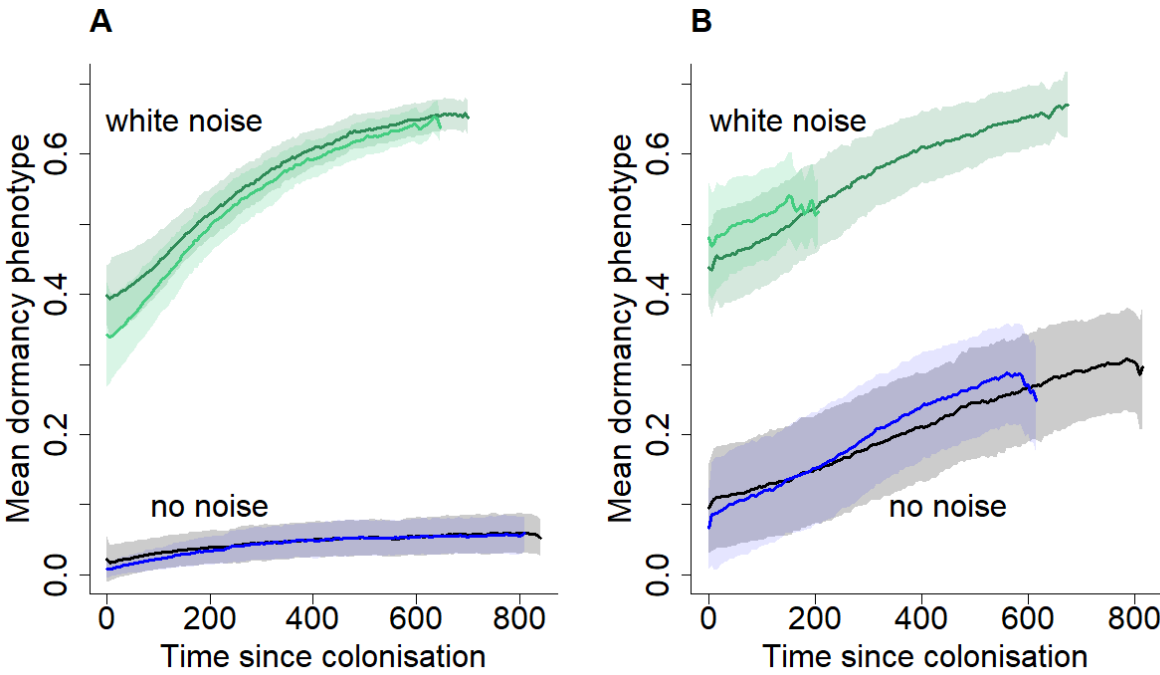 A
white noise
no noise
Mean dormancy phenotype
0.0
0.2
0.4
0.6
0 200 400 600 800
Time since colonisation
B
white noise
no noise
Mean dormancy phenotype
0.0
0.2
0.4
0.6
0 200 400 600 800
Time since colonisation